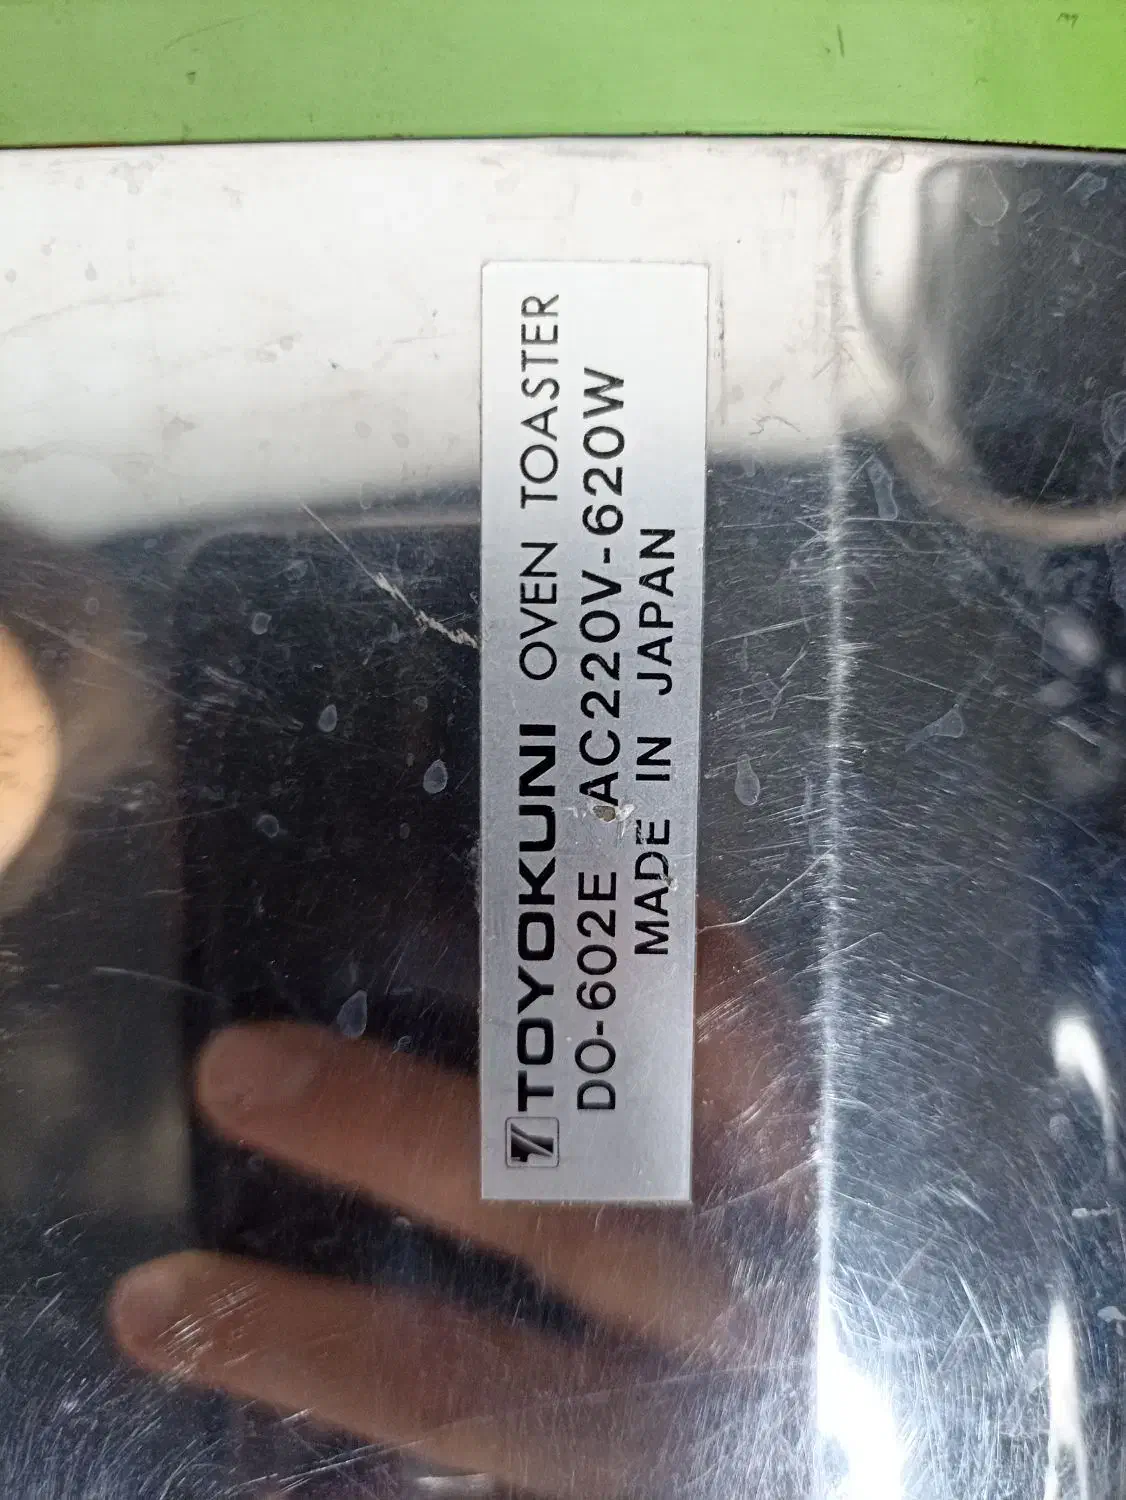 TOYOKUNI OVEN TOASTER
DO-602E AC220V-620W
MADE IN JAPAN